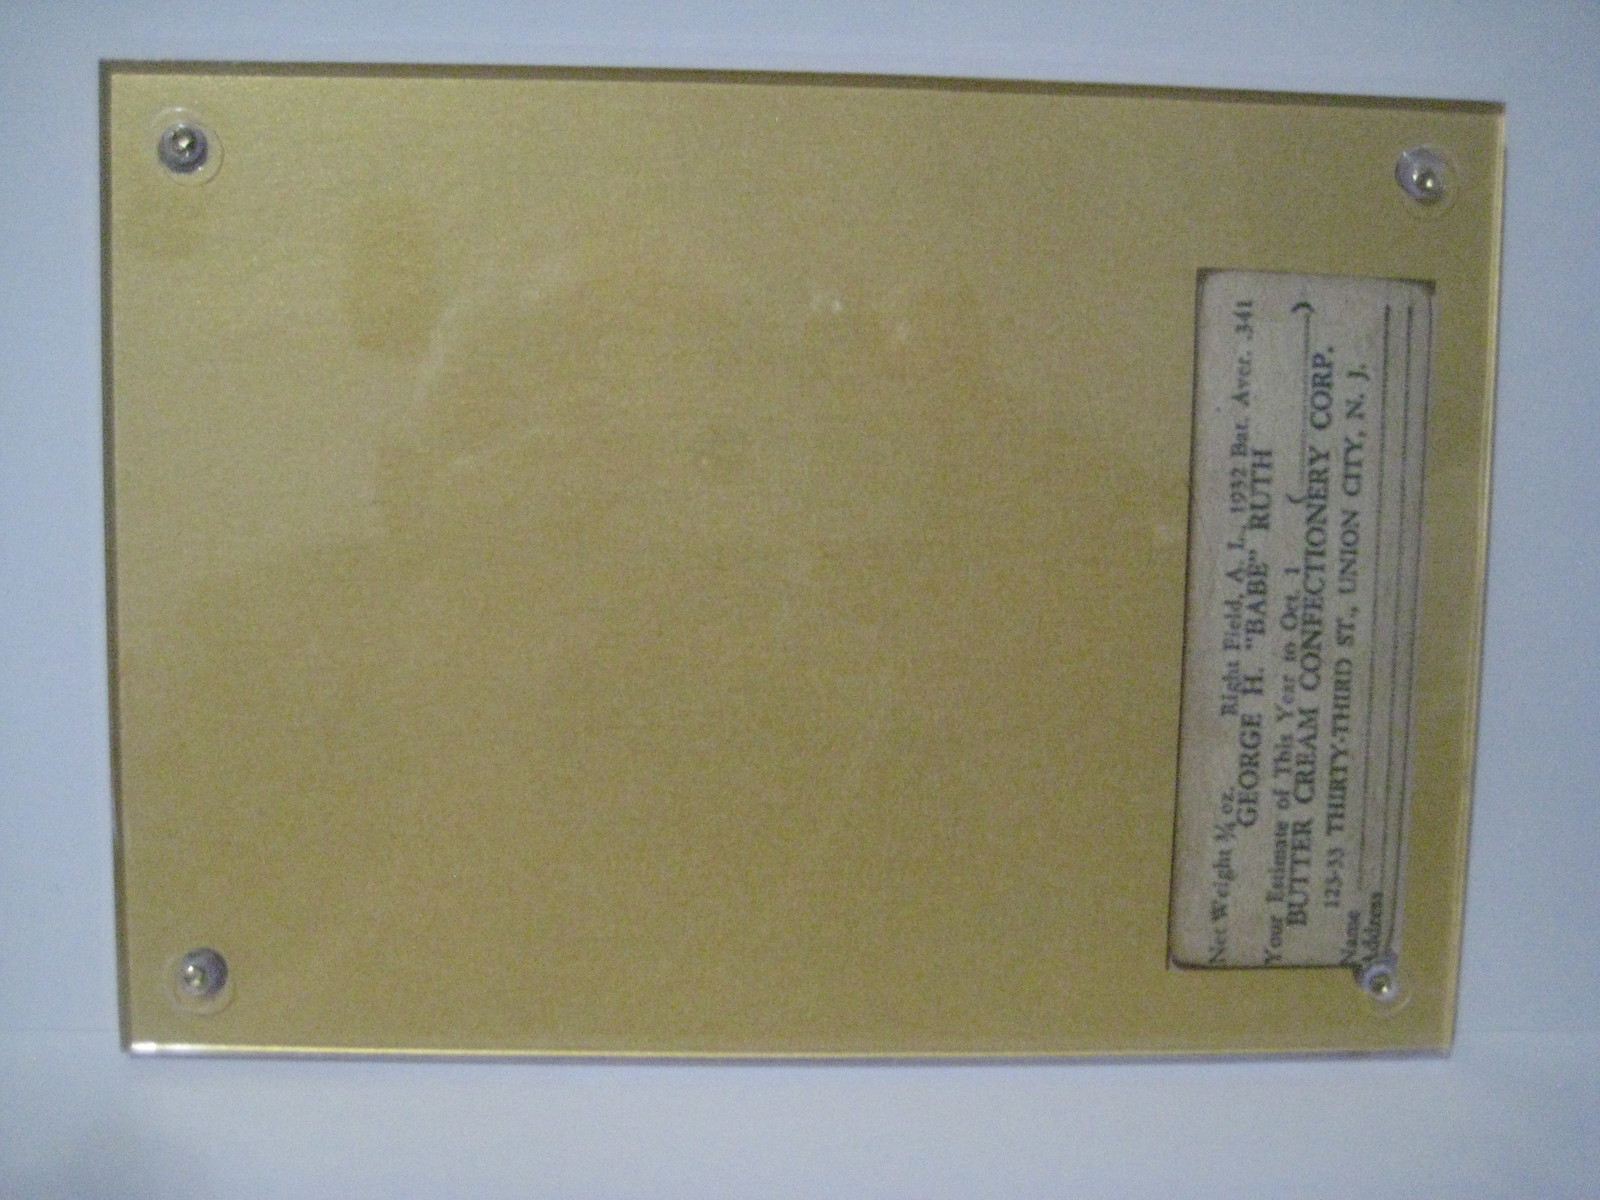 Net Weight ¾ oz. Right Field, A. L. 1932 Bat. Aver. .341
GEORGE H. "BABE" RUTH
Your Estimate of This Year to Oct. 1 ( )
BUTTER CREAM CONFECTIONERY CORP.
123-33 THIRTY-THIRD ST., UNION CITY, N. J.
Name
Address